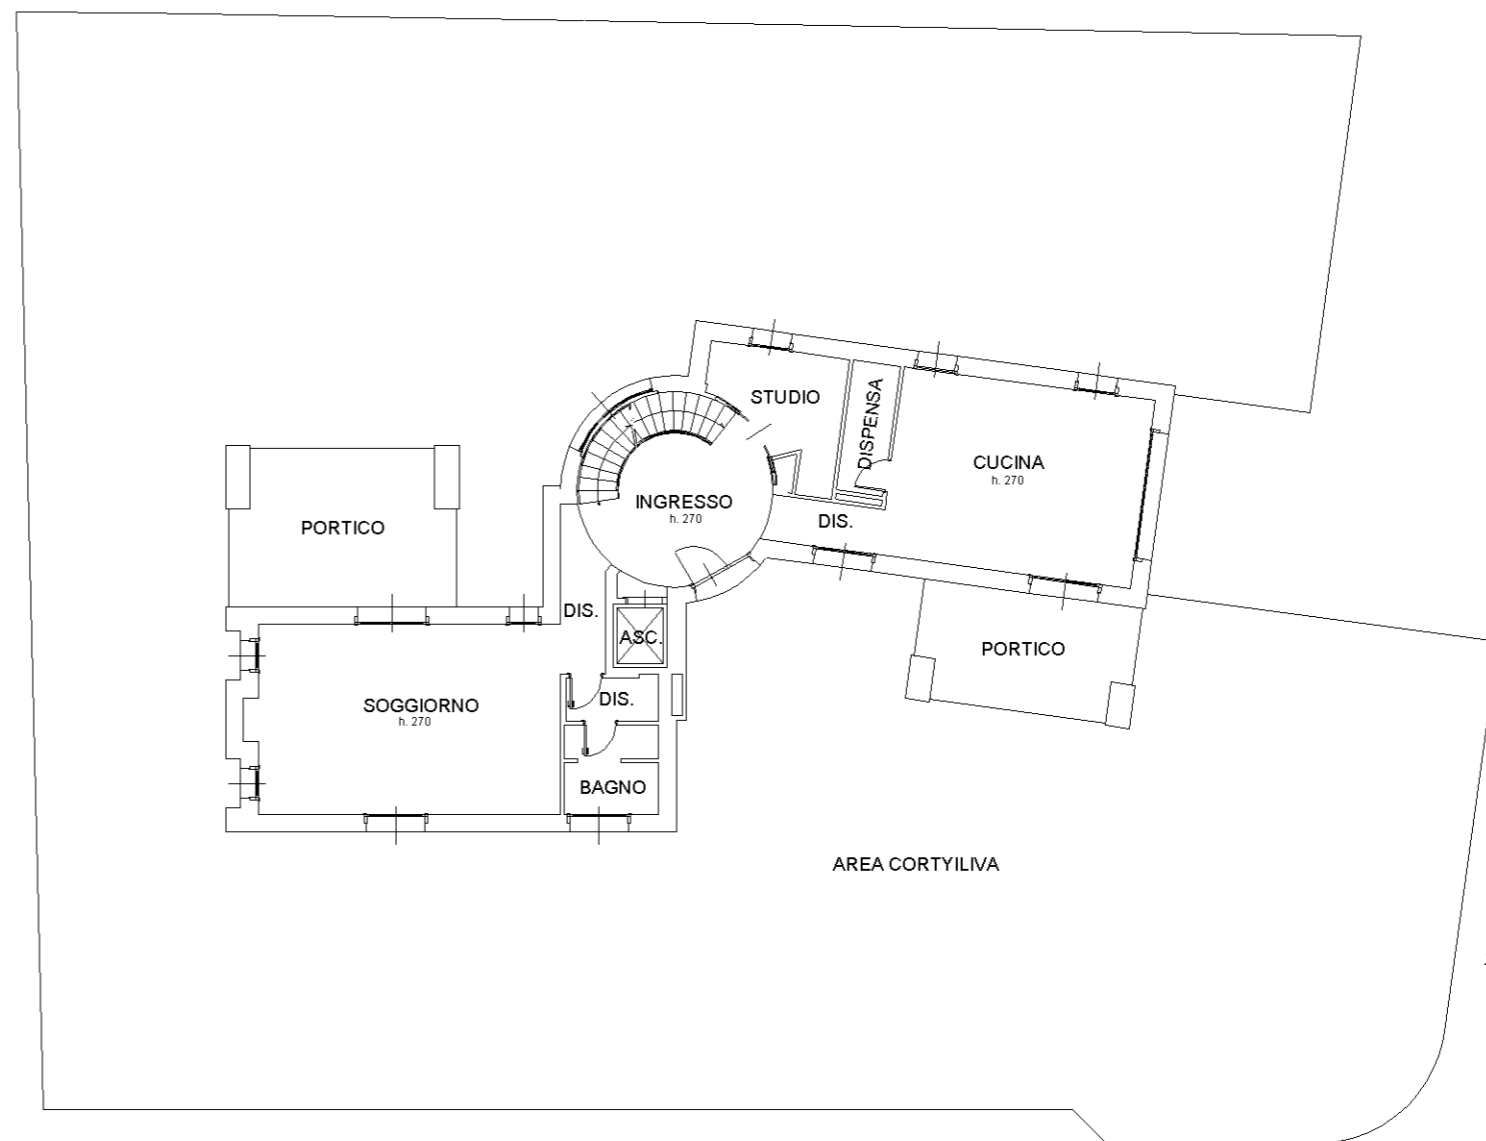 STUDIO
DISPENSA
CUCINA
h. 270
INGRESSO
h. 270
DIS.
PORTICO
DIS.
ASC.
PORTICO
SOGGIORNO
h. 270
DIS.
BAGNO
AREA CORTYILIVA